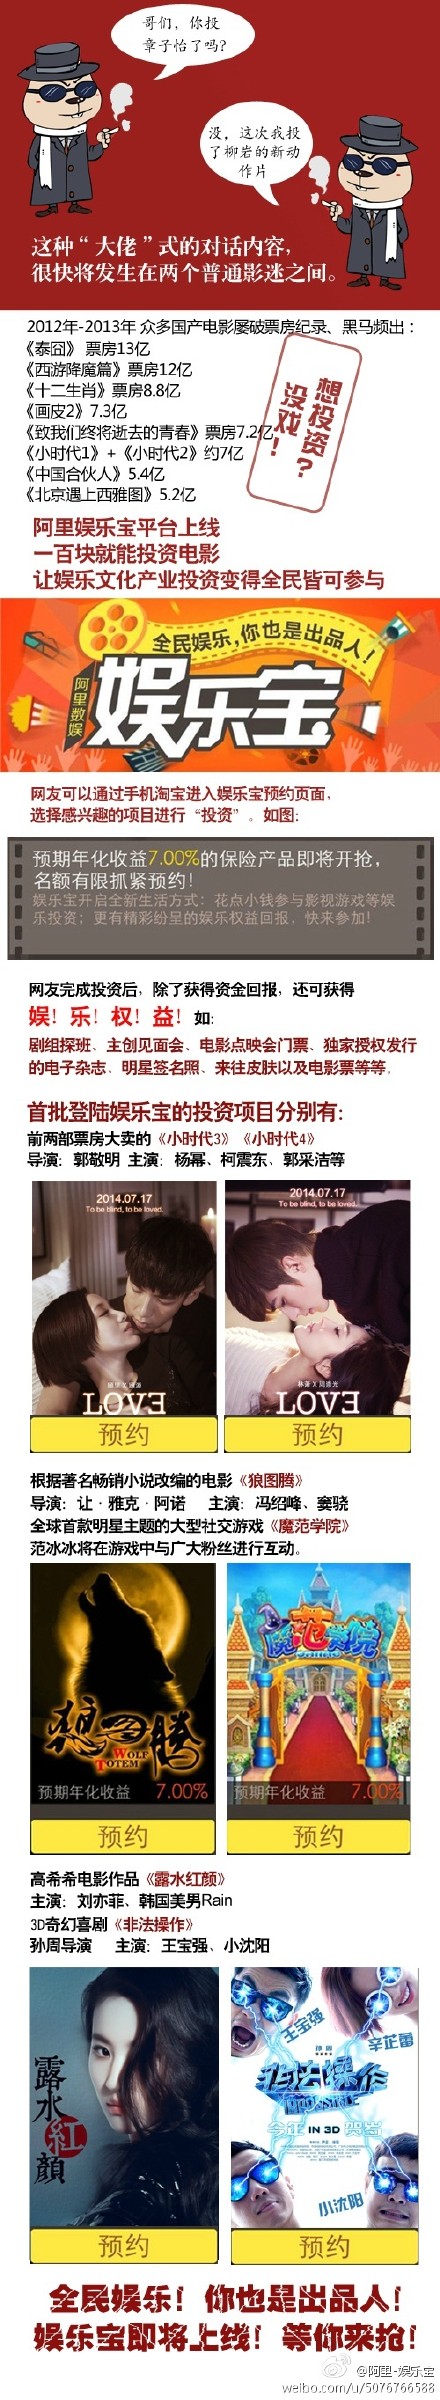 哥们，你投
章子怡了吗？
没，这次我投
了柳岩的新动
作片
这种“大佬”式的对话内容，
很快将发生在两个普通影迷之间。
2012年-2013年 众多国产电影屡破票房纪录、黑马频出：
《泰囧》 票房13亿
《西游降魔篇》票房12亿
《十二生肖》票房8.8亿
《画皮2》7.3亿
《致我们终将逝去的青春》票房7.2亿
《小时代1》+《小时代2》约7亿
《中国合伙人》5.4亿
《北京遇上西雅图》5.2亿
想投资？
没戏！
阿里娱乐宝平台上线
一百块就能投资电影
让娱乐文化产业投资变得全民皆可参与
全民娱乐，你也是出品人！
阿里数娱
娱乐宝
网友可以通过手机淘宝进入娱乐宝预约页面，
选择感兴趣的项目进行“投资”。如图：
预期年化收益7.00%的保险产品即将开抢，
名额有限抓紧预约！
娱乐宝开启全新生活方式：花点小钱参与影视游戏等娱
乐投资；更有精彩纷呈的娱乐权益回报，快来参加！
网友完成投资后，除了获得资金回报，还可获得
娱！乐！权！益！如：
剧组探班、主创见面会、电影点映会门票、独家授权发行
的电子杂志、明星签名照、来往皮肤以及电影票等等。
首批登陆娱乐宝的投资项目分别有：
前两部票房大卖的《小时代3》《小时代4》
导演：郭敬明 主演：杨幂、柯震东、郭采洁等
2014.07.17
To be blind, to be loved.
LOVE
预约
2014.07.17
To be blind, to be loved.
林萧 X 周崇光
LOVE
预约
根据著名畅销小说改编的电影《狼图腾》
导演：让·雅克·阿诺 主演：冯绍峰、窦骁
全球首款明星主题的大型社交游戏《魔范学院》
范冰冰将在游戏中与广大粉丝进行互动。
狼图腾
WOLF
TOTEM
预期年化收益 7.00%
预约
魔范学院
预期年化收益 7.00%
预约
高希希电影作品《露水红颜》
主演：刘亦菲、韩国美男Rain
3D奇幻喜剧《非法操作》
孙周导演 主演：王宝强、小沈阳
露水紅顏
预约
王宝强
辛芷蕾
非法操作
今年 IN 3D 贺岁
小沈阳
预约
全民娱乐！你也是出品人！
娱乐宝即将上线！等你来抢！
@阿里-娱乐宝
weibo.com/u/5076766588